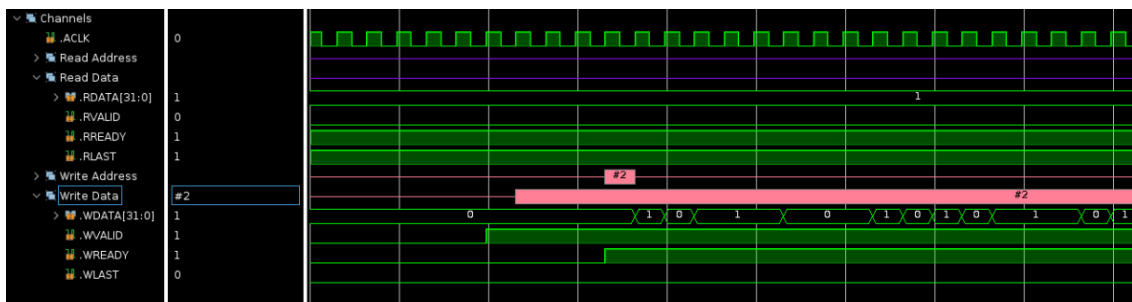 Channels
.ACLK 0
Read Address
Read Data
.RDATA[31:0] 1 1
.RVALID 0
.RREADY 1
.RLAST 1
Write Address #2
Write Data #2 #2
.WDATA[31:0] 1 0 1 0 1 0 1 0 1 0 1 0 1
.WVALID 1
.WREADY 1
.WLAST 0